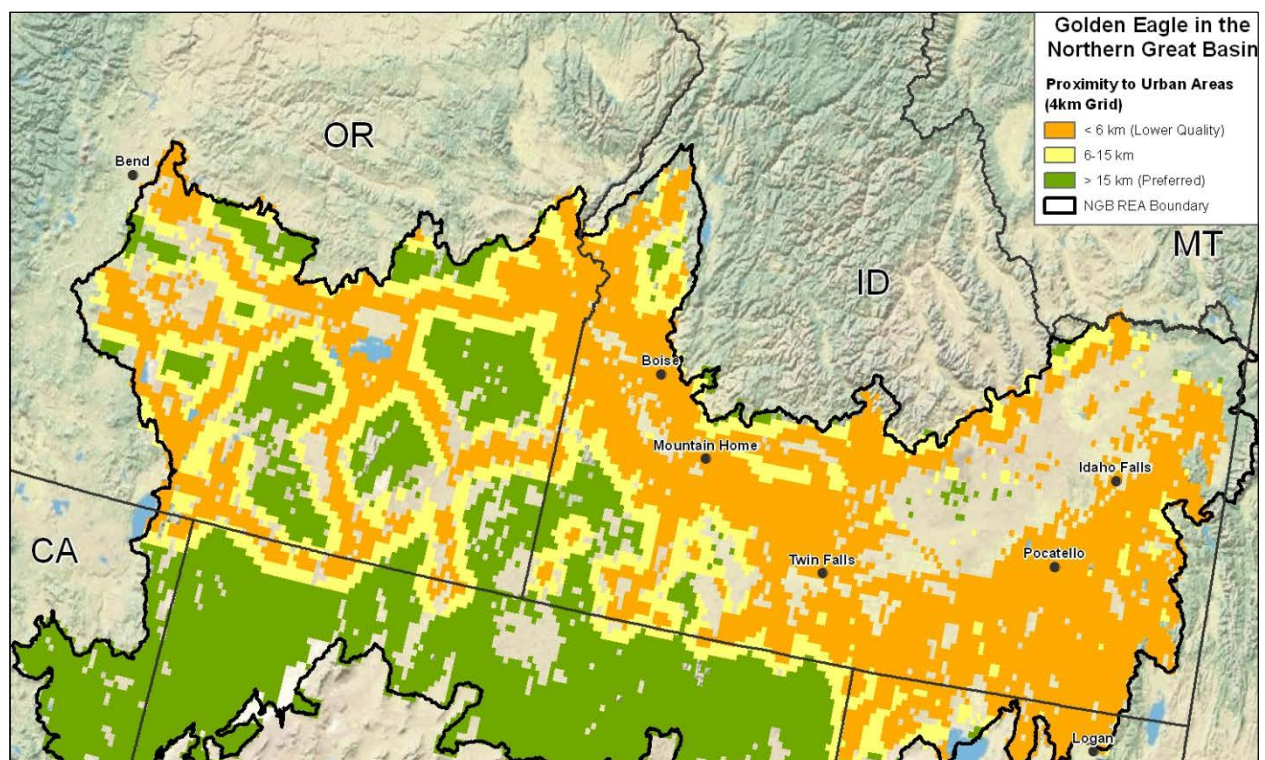 Golden Eagle in the
Northern Great Basin
Proximity to Urban Areas
(4km Grid)
< 6 km (Lower Quality)
6-15 km
> 15 km (Preferred)
NGB REA Boundary
OR
Bend
MT
ID
Boise
Mountain Home
Idaho Falls
CA
Twin Falls
Pocatello
Logan